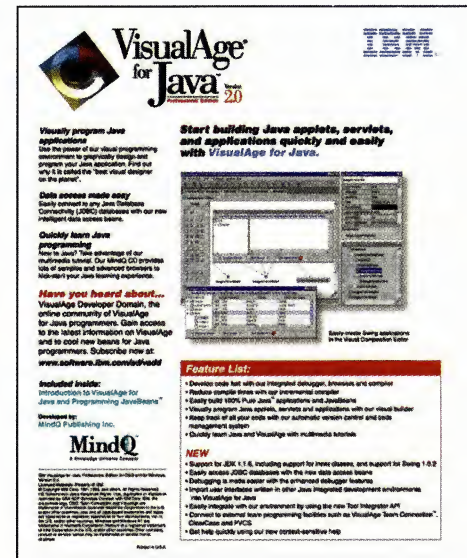 VisualAge
for Java
Version 2.0
Professional Edition
IBM
Visually program Java
applications
Use the power of our visual programming
environment to graphically design and
program your Java application. Find out
why it is called the "best visual designer
on the planet".
Data access made easy
Easily connect to any Java Database
Connectivity (JDBC) databases with our new
intelligent data access beans.
Quickly learn Java
programming
New to Java? Take advantage of our
multimedia tutorial. Our MindQ CD provides
lots of samples and advanced browsers to
kick-start your Java learning experience.
Have you heard about...
VisualAge Developer Domain, the
online community of VisualAge
for Java programmers. Gain access
to the latest information on VisualAge
and to cool new beans for Java
programmers. Subscribe now at:
www.software.ibm.com/ad/vadd
Included inside:
Introduction to VisualAge for
Java and Programming JavaBeans™
Developed by:
MindQ Publishing Inc.
MindQ
A Knowledge Universe Company
Printed in U.S.A.
Start building Java applets, servlets,
and applications quickly and easily
with VisualAge for Java.
Easily create Swing applications
in the Visual Composition Editor
Feature List:
• Develop code fast with our integrated debugger, browsers and compiler
• Reduce compile times with our incremental compiler
• Easily build 100% Pure Java™ applications and JavaBeans
• Visually program Java applets, servlets and applications with our visual builder
• Keep track of all your code with our automatic version control and code
management system
• Quickly learn Java and VisualAge with multimedia tutorials
NEW
• Support for JDK 1.1.6, including support for inner classes, and support for Swing 1.0.2
• Easily access JDBC databases with the new data access beans
• Debugging is made easier with the enhanced debugger features
• Import user interfaces written in other Java integrated development environments
into VisualAge for Java
• Easily integrate with our environment by using the new Tool Integrator API
• Connect to external team programming facilities such as VisualAge Team Connection™,
ClearCase and PVCS
• Get help quickly using our new context-sensitive help